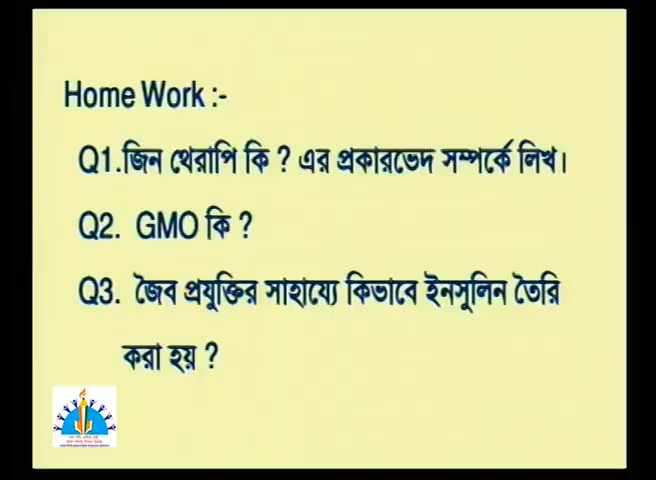 Home Work :-
Q1.জিন থেরাপি কি ? এর প্রকারভেদ সম্পর্কে লিখ।
Q2. GMO কি ?
Q3. জৈব প্রযুক্তির সাহায্যে কিভাবে ইনসুলিন তৈরি
করা হয় ?